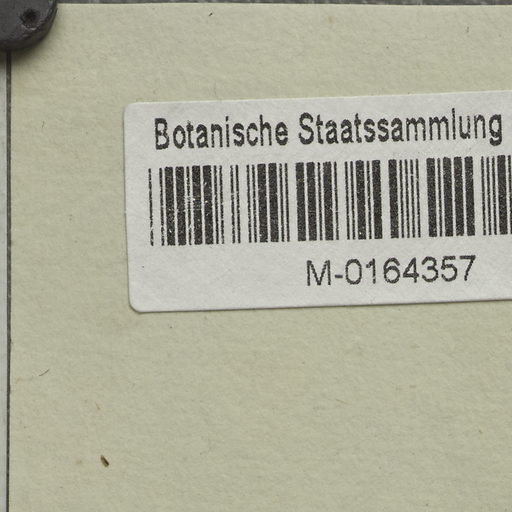 Botanische Staatssammlung
M-0164357